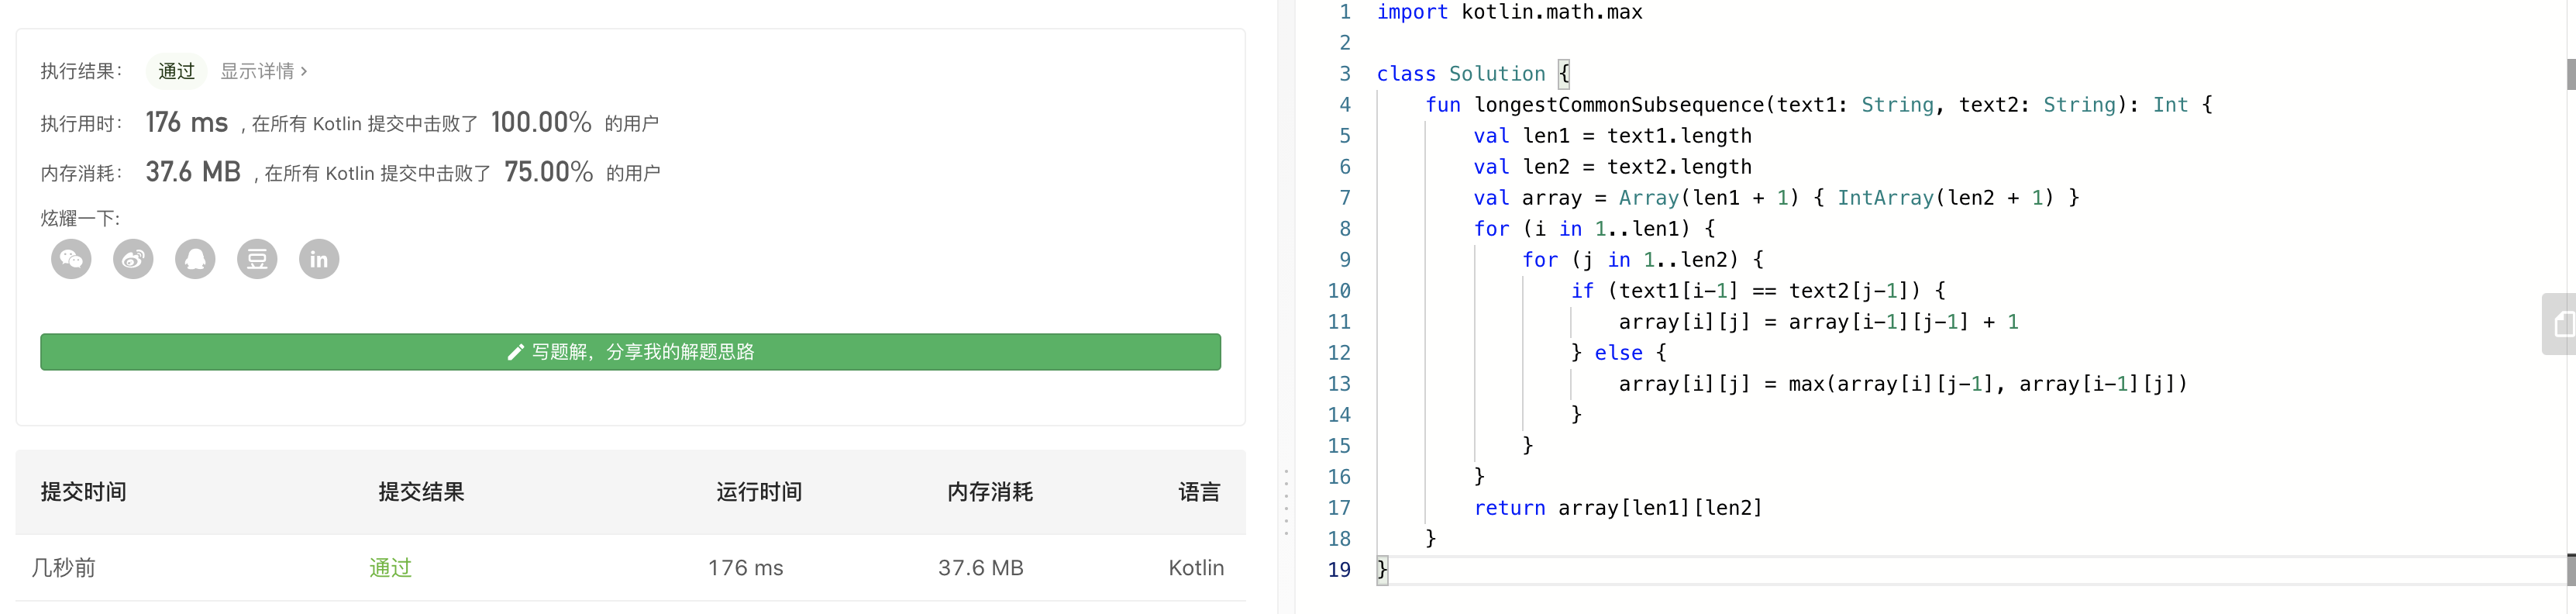 执行结果： 通过 显示详情 >
执行用时： 176 ms ，在所有 Kotlin 提交中击败了 100.00% 的用户
内存消耗： 37.6 MB ，在所有 Kotlin 提交中击败了 75.00% 的用户
炫耀一下:
in
写题解，分享我的解题思路
提交时间 提交结果 运行时间 内存消耗 语言
几秒前 通过 176 ms 37.6 MB Kotlin
1 import kotlin.math.max
2
3 class Solution {
4     fun longestCommonSubsequence(text1: String, text2: String): Int {
5         val len1 = text1.length
6         val len2 = text2.length
7         val array = Array(len1 + 1) { IntArray(len2 + 1) }
8         for (i in 1..len1) {
9             for (j in 1..len2) {
10                 if (text1[i-1] == text2[j-1]) {
11                     array[i][j] = array[i-1][j-1] + 1
12                 } else {
13                     array[i][j] = max(array[i][j-1], array[i-1][j])
14                 }
15             }
16         }
17         return array[len1][len2]
18     }
19 }